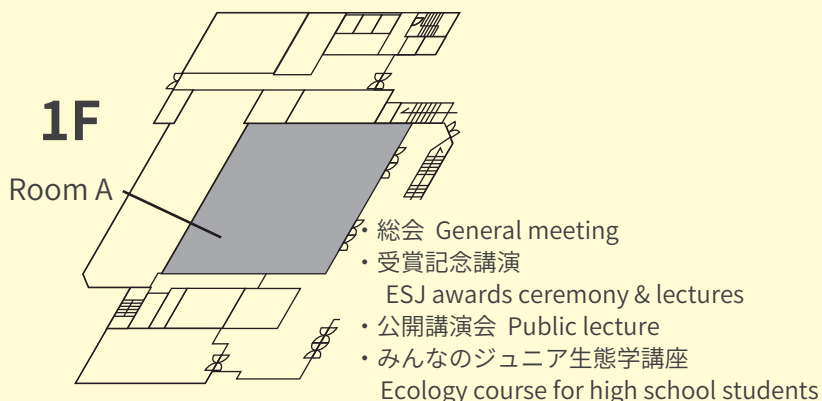 1F
Room A
・総会 General meeting
・受賞記念講演
ESJ awards ceremony & lectures
・公開講演会 Public lecture
・みんなのジュニア生態学講座
Ecology course for high school students